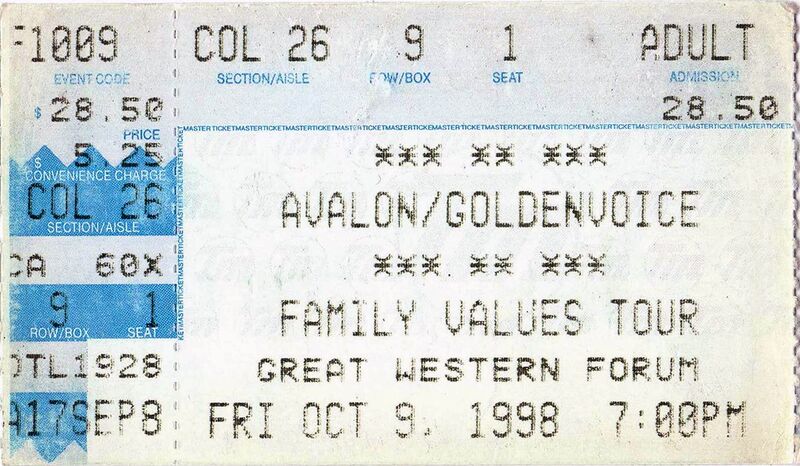 F1009 COL 26 9 1 ADULT
EVENT CODE SECTION/AISLE ROW/BOX SEAT ADMISSION
$ 28.50 28.50
PRICE
MASTERTICKETMASTERTICKETMASTERTICKETMASTERTICKETMASTERTICKETMASTERTICKETMASTERTICKET
$ 5.25 *** ** ***
CONVENIENCE CHARGE
COL 26 AVALON/GOLDENVOICE
SECTION/AISLE
CA 60X *** ** ***
9 1 FAMILY VALUES TOUR
ROW/BOX SEAT
OTL1928 GREAT WESTERN FORUM
A17SEP8 FRI OCT 9, 1998 7:00PM